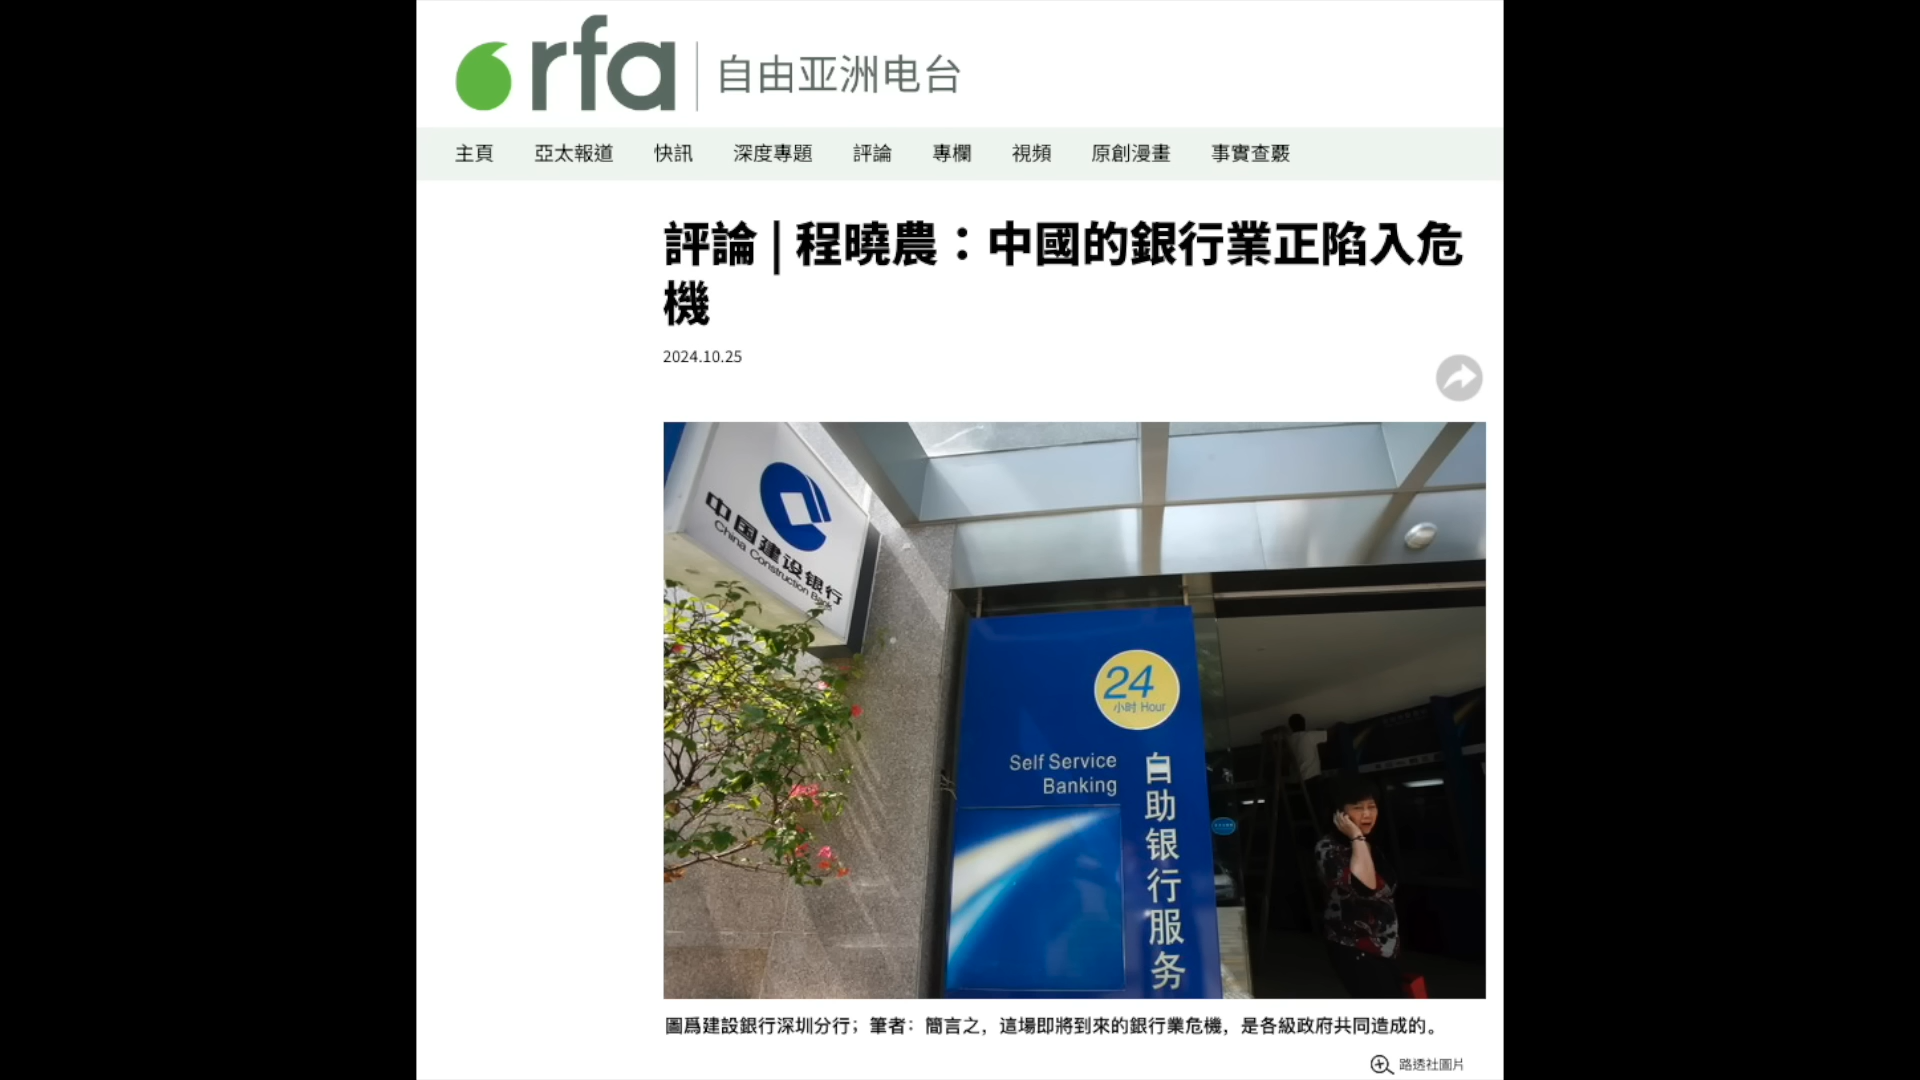 rfa 自由亚洲电台
主頁 亞太報道 快訊 深度專題 評論 專欄 視頻 原創漫畫 事實查覈
評論 | 程曉農：中國的銀行業正陷入危
機
2024.10.25
中国建设银行
China Construction Bank
24
小时 Hour
Self Service
Banking
自助银行服务
圖爲建設銀行深圳分行；筆者：簡言之，這場即將到來的銀行業危機，是各級政府共同造成的。
路透社圖片